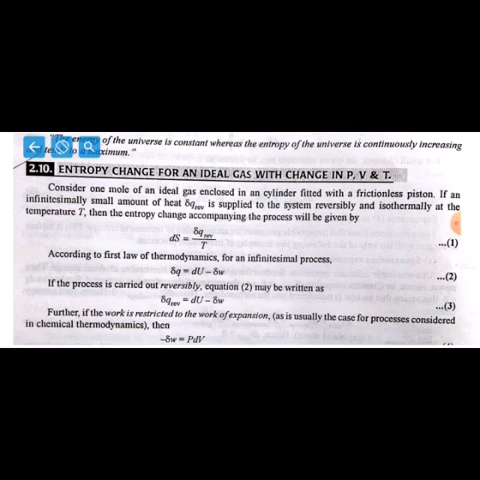 of the universe is constant whereas the entropy of the universe is continuously increasing
ximum."
2.10. ENTROPY CHANGE FOR AN IDEAL GAS WITH CHANGE IN P, V & T.
Consider one mole of an ideal gas enclosed in an cylinder fitted with a frictionless piston. If an
infinitesimally small amount of heat δqrev is supplied to the system reversibly and isothermally at the
temperature T, then the entropy change accompanying the process will be given by
dS = δqrev / T ...(1)
According to first law of thermodynamics, for an infinitesimal process,
δq = dU – δw ...(2)
If the process is carried out reversibly, equation (2) may be written as
δqrev = dU – δw ...(3)
Further, if the work is restricted to the work of expansion, (as is usually the case for processes considered
in chemical thermodynamics), then
–δw = PdV